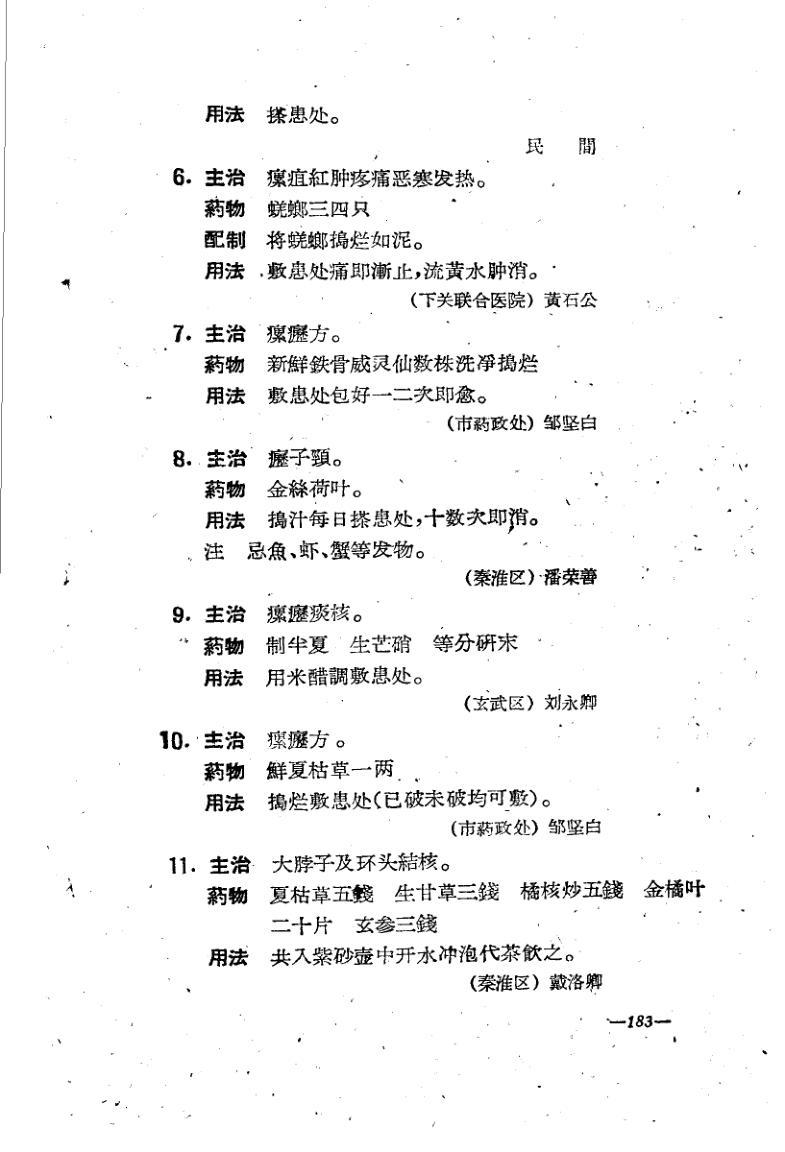 用法 搽患处。
民 間
6. 主治 瘰疽紅肿疼痛恶寒发热。
葯物 蜣螂三四只
配制 将蜣螂搗烂如泥。
用法 敷患处痛即漸止,流黃水肿消。
(下关联合医院) 黃石公
7. 主治 瘰癧方。
葯物 新鮮鉄骨威灵仙数株洗凈搗烂
用法 敷患处包好一二次即愈。
(市葯政处) 邹坚白
8. 主治 癧子頸。
葯物 金絲荷叶。
用法 搗汁每日搽患处,十数次即消。
注 忌魚、虾、蟹等发物。
(秦淮区) 潘荣善
9. 主治 瘰癧痰核。
葯物 制半夏 生芒硝 等分研末
用法 用米醋調敷患处。
(玄武区) 刘永卿
10. 主治 瘰癧方。
葯物 鮮夏枯草一两
用法 搗烂敷患处(已破未破均可敷)。
(市葯政处) 邹坚白
11. 主治 大脖子及环头結核。
葯物 夏枯草五錢 生甘草三錢 橘核炒五錢 金橘叶
二十片 玄参三錢
用法 共入紫砂壶中开水冲泡代茶飲之。
(秦淮区) 戴洛卿
—183—